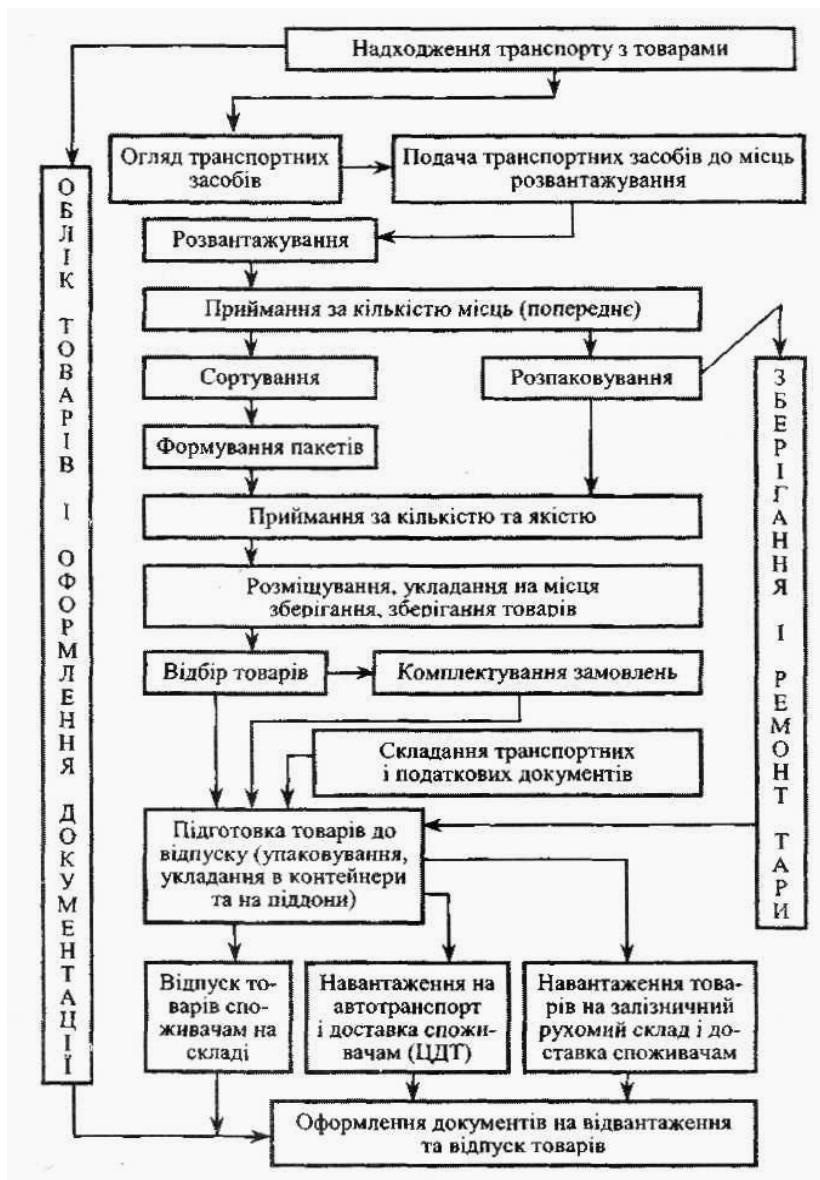 Надходження транспорту з товарами
Огляд транспортних
засобів
Подача транспортних засобів до місць
розвантажування
ОБЛІК ТОВАРІВ І ОФОРМЛЕННЯ ДОКУМЕНТАЦІЇ
Розвантажування
Приймання за кількістю місць (попереднє)
Сортування
Розпаковування
ЗБЕРІГАННЯ І РЕМОНТ ТАРИ
Формування пакетів
Приймання за кількістю та якістю
Розміщування, укладання на місця
зберігання, зберігання товарів
Відбір товарів
Комплектування замовлень
Складання транспортних
і податкових документів
Підготовка товарів до
відпуску (упаковування,
укладання в контейнери
та на піддони)
Відпуск то-
варів спо-
живачам на
складі
Навантаження на
автотранспорт
і доставка спожи-
вачам (ЦДТ)
Навантаження това-
рів на залізничний
рухомий склад і до-
ставка споживачам
Оформлення документів на відвантаження
та відпуск товарів